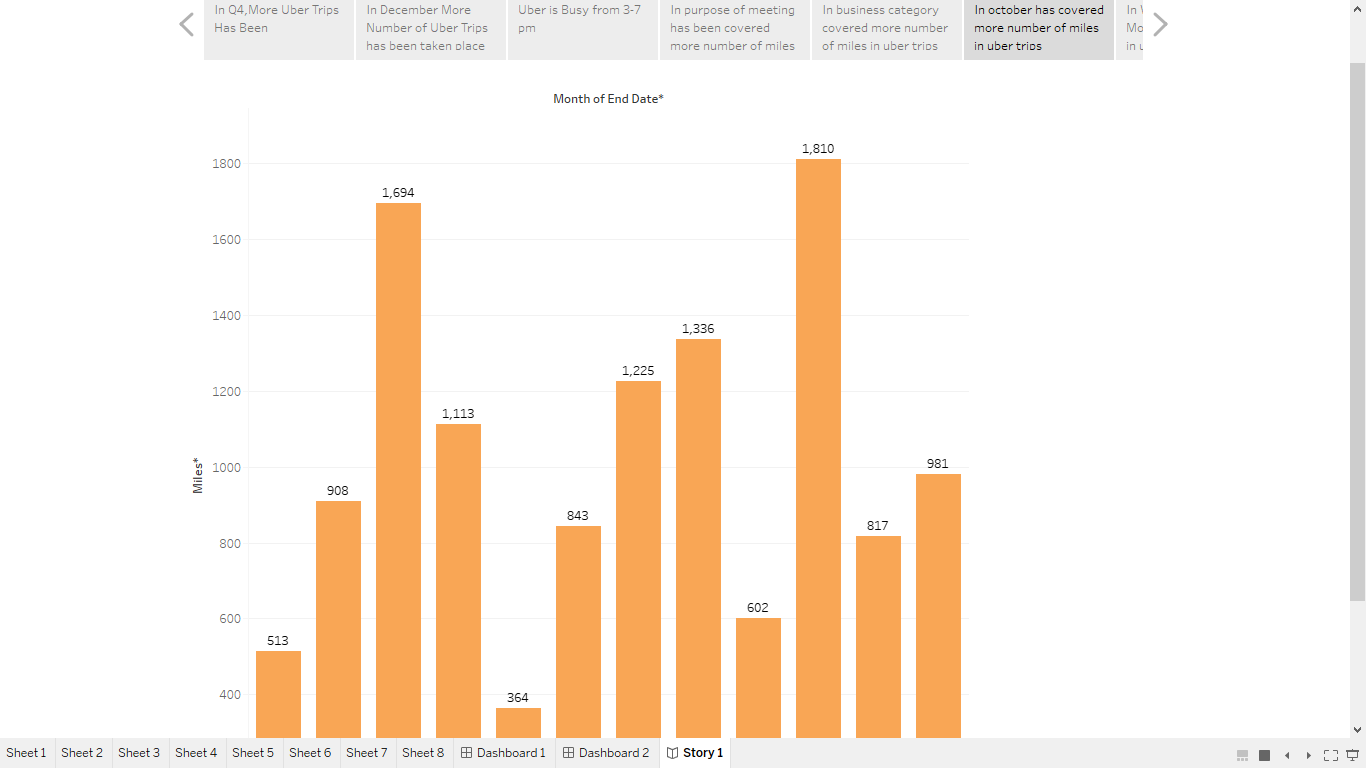 In Q4,More Uber Trips
Has Been
In December More
Number of Uber Trips
has been taken place
Uber is Busy from 3-7
pm
In purpose of meeting
has been covered
more number of miles
In business category
covered more number
of miles in uber trips
In october has covered
more number of miles
in uber trips
Month of End Date*
1,810
1800
1,694
1600
1400
1,336
1,225
1200
1,113
Miles*
1000
981
908
843
817
800
600
602
513
400
364
Sheet 1
Sheet 2
Sheet 3
Sheet 4
Sheet 5
Sheet 6
Sheet 7
Sheet 8
Dashboard 1
Dashboard 2
Story 1